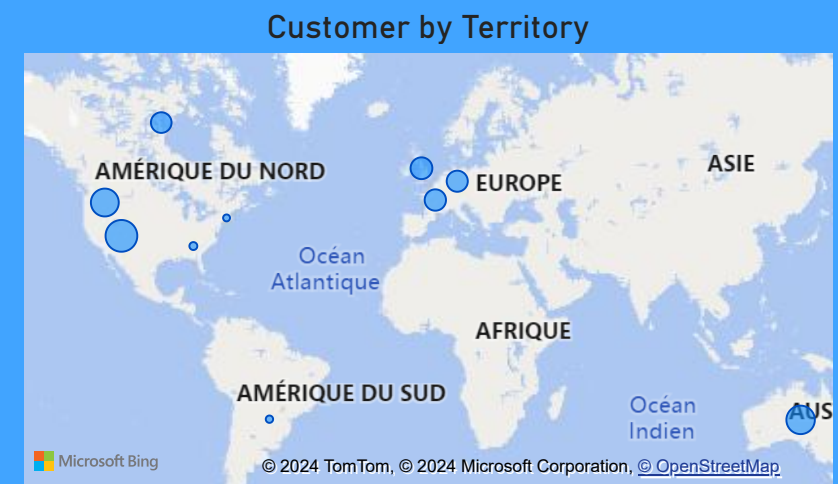 Customer by Territory
AMÉRIQUE DU NORD
EUROPE
ASIE
Océan
Atlantique
AFRIQUE
AMÉRIQUE DU SUD
Océan
Indien
AUS
Microsoft Bing
© 2024 TomTom, © 2024 Microsoft Corporation, © OpenStreetMap